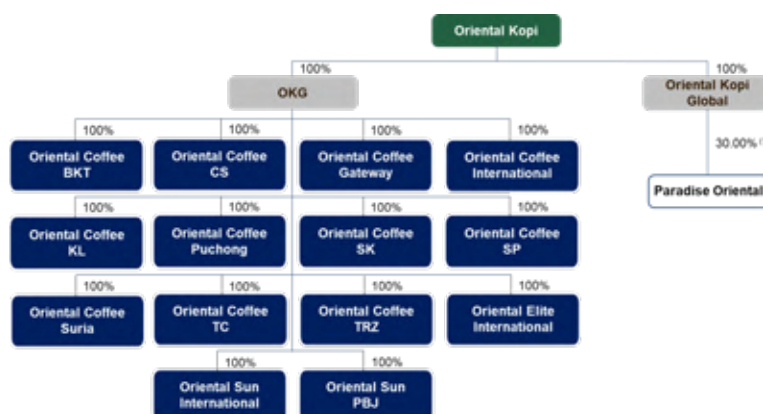 Oriental Kopi
100%
100%
OKG
Oriental Kopi
Global
100%
100%
100%
100%
30.00%
Oriental Coffee
BKT
Oriental Coffee
CS
Oriental Coffee
Gateway
Oriental Coffee
International
Paradise Oriental
100%
100%
100%
100%
Oriental Coffee
KL
Oriental Coffee
Puchong
Oriental Coffee
SK
Oriental Coffee
SP
100%
100%
100%
100%
Oriental Coffee
Suria
Oriental Coffee
TC
Oriental Coffee
TRZ
Oriental Elite
International
100%
100%
Oriental Sun
International
Oriental Sun
PBJ